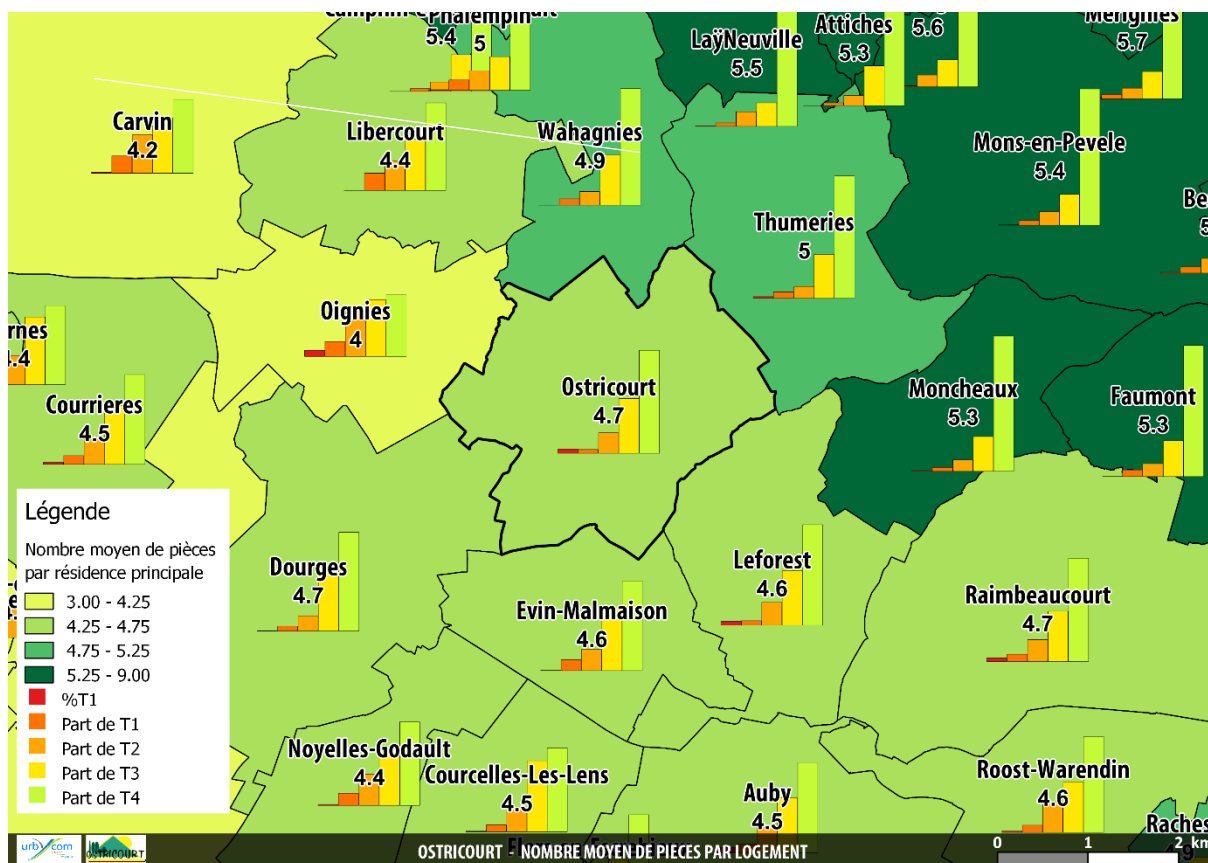 Phalempin
5.4
5
LaÿNeuville
5.5
Attiches
5.3
5.6
Merignies
5.7
Carvin
4.2
Libercourt
4.4
Wahagnies
4.9
Mons-en-Pevele
5.4
Thumeries
5
Oignies
4
Ostricourt
4.7
Moncheaux
5.3
Faumont
5.3
Courrieres
4.5
Dourges
4.7
Evin-Malmaison
4.6
Leforest
4.6
Raimbeaucourt
4.7
Légende
Nombre moyen de pièces
par résidence principale
3.00 - 4.25
4.25 - 4.75
4.75 - 5.25
5.25 - 9.00
%T1
Part de T1
Part de T2
Part de T3
Part de T4
Noyelles-Godault
4.4
Courcelles-Les-Lens
4.5
Auby
4.5
Roost-Warendin
4.6
Raches
urbycom
OSTRICOURT
OSTRICOURT - NOMBRE MOYEN DE PIECES PAR LOGEMENT
0 1 km